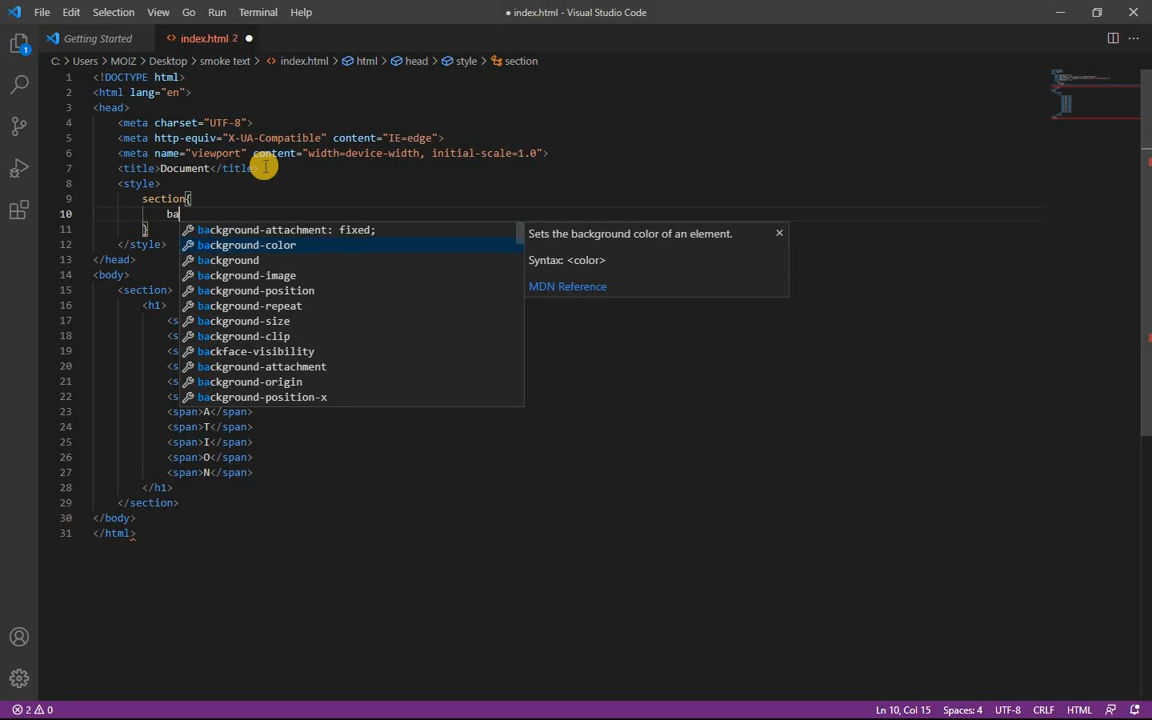 File Edit Selection View Go Run Terminal Help
● index.html - Visual Studio Code
Getting Started
index.html 2 ●
C: > Users > MOIZ > Desktop > smoke text > index.html > html > head > style > section
1 <!DOCTYPE html>
2 <html lang="en">
3 <head>
4 <meta charset="UTF-8">
5 <meta http-equiv="X-UA-Compatible" content="IE=edge">
6 <meta name="viewport" content="width=device-width, initial-scale=1.0">
7 <title>Document</title>
8 <style>
9 section{
10 ba
11 }
12 </style>
13 </head>
14 <body>
15 <section>
16 <h1>
17 <s
18 <s
19 <s
20 <s
21 <s
22 <s
23 <span>A</span>
24 <span>T</span>
25 <span>I</span>
26 <span>O</span>
27 <span>N</span>
28 </h1>
29 </section>
30 </body>
31 </html>
background-attachment: fixed;
background-color
background
background-image
background-position
background-repeat
background-size
background-clip
backface-visibility
background-attachment
background-origin
background-position-x
Sets the background color of an element.
Syntax: <color>
MDN Reference
1
2 0
Ln 10, Col 15 Spaces: 4 UTF-8 CRLF HTML